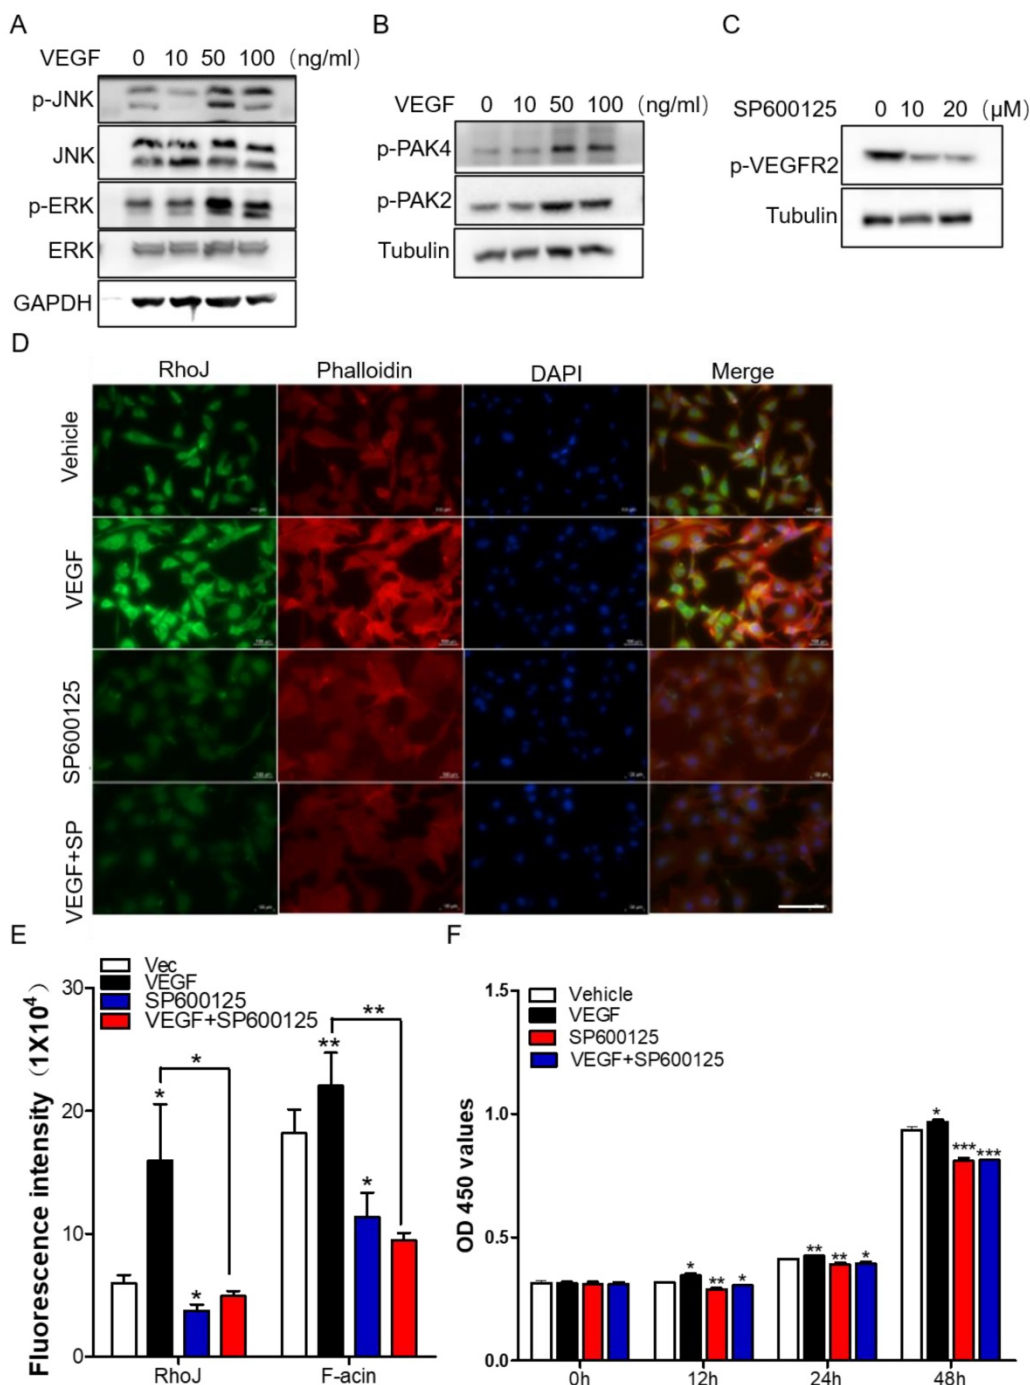 A
VEGF 0 10 50 100 (ng/ml)
p-JNK
JNK
p-ERK
ERK
GAPDH
B
VEGF 0 10 50 100 (ng/ml)
p-PAK4
p-PAK2
Tubulin
C
SP600125 0 10 20 (μM)
p-VEGFR2
Tubulin
D
RhoJ Phalloidin DAPI Merge
Vehicle
VEGF
SP600125
VEGF+SP
E
Vec
VEGF
SP600125
VEGF+SP600125
Fluorescence intensity (1X10⁴)
30
20
10
0
* * * ** ** *
RhoJ F-acin
F
Vehicle
VEGF
SP600125
VEGF+SP600125
OD 450 values
1.5
1.0
0.5
0.0
* ** * ** ** * * *** ***
0h 12h 24h 48h